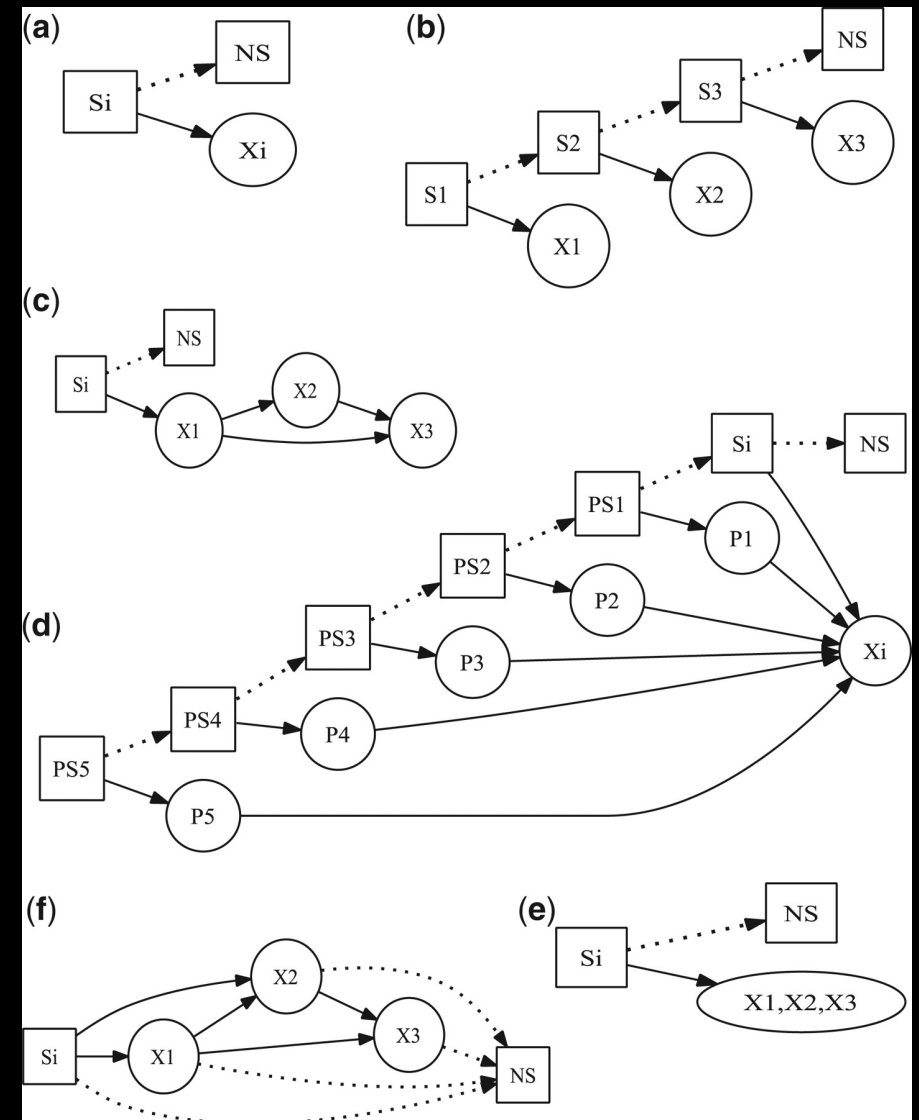 (a)
NS
Si
Xi
(b)
NS
S3
X3
S2
X2
S1
X1
(c)
NS
Si
X2
X1
X3
(d)
Si
NS
PS1
P1
PS2
P2
PS3
P3
Xi
PS4
P4
PS5
P5
(f)
X2
X3
Si
X1
NS
(e)
NS
Si
X1,X2,X3